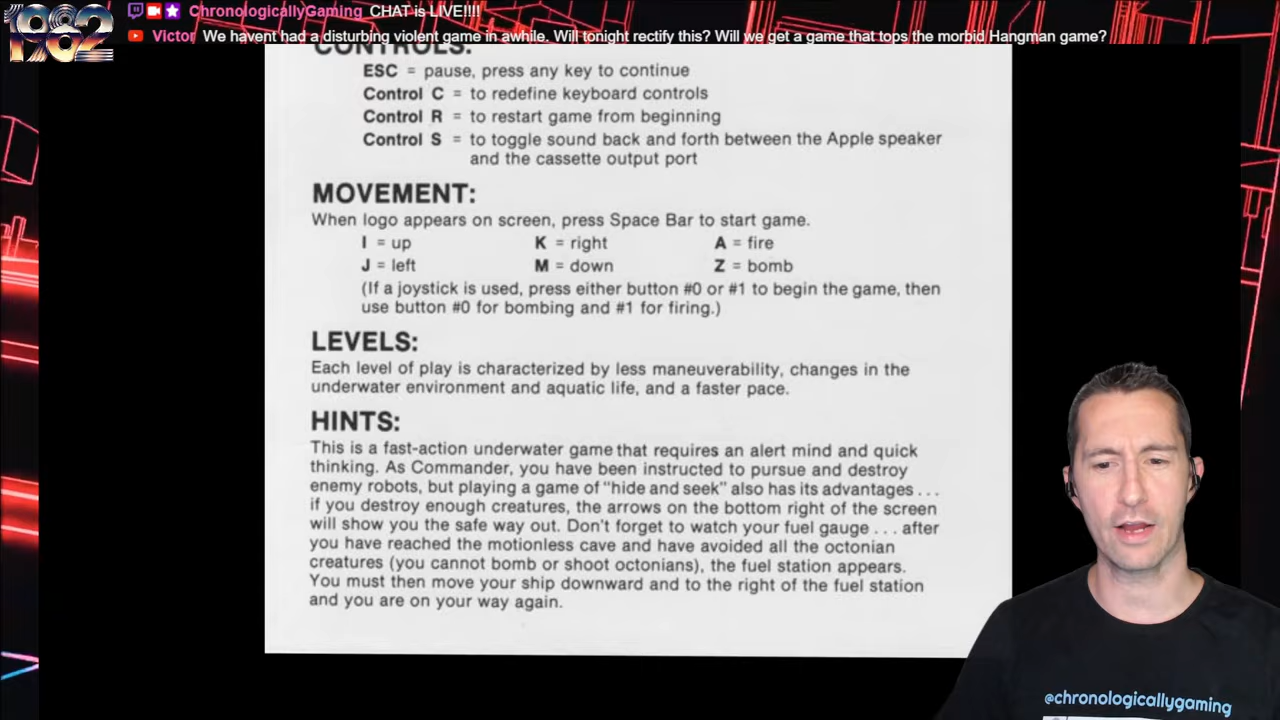 1982
ChronologicallyGaming CHAT is LIVE!!!!
Victor We havent had a disturbing violent game in awhile. Will tonight rectify this? Will we get a game that tops the morbid Hangman game?
CONTROLS:
ESC = pause, press any key to continue
Control C = to redefine keyboard controls
Control R = to restart game from beginning
Control S = to toggle sound back and forth between the Apple speaker
and the cassette output port
MOVEMENT:
When logo appears on screen, press Space Bar to start game.
I = up K = right A = fire
J = left M = down Z = bomb
(If a joystick is used, press either button #0 or #1 to begin the game, then
use button #0 for bombing and #1 for firing.)
LEVELS:
Each level of play is characterized by less maneuverability, changes in the
underwater environment and aquatic life, and a faster pace.
HINTS:
This is a fast-action underwater game that requires an alert mind and quick
thinking. As Commander, you have been instructed to pursue and destroy
enemy robots, but playing a game of "hide and seek" also has its advantages . . .
if you destroy enough creatures, the arrows on the bottom right of the screen
will show you the safe way out. Don't forget to watch your fuel gauge . . . after
you have reached the motionless cave and have avoided all the octonian
creatures (you cannot bomb or shoot octonians), the fuel station appears.
You must then move your ship downward and to the right of the fuel station
and you are on your way again.
@chronologicallygaming